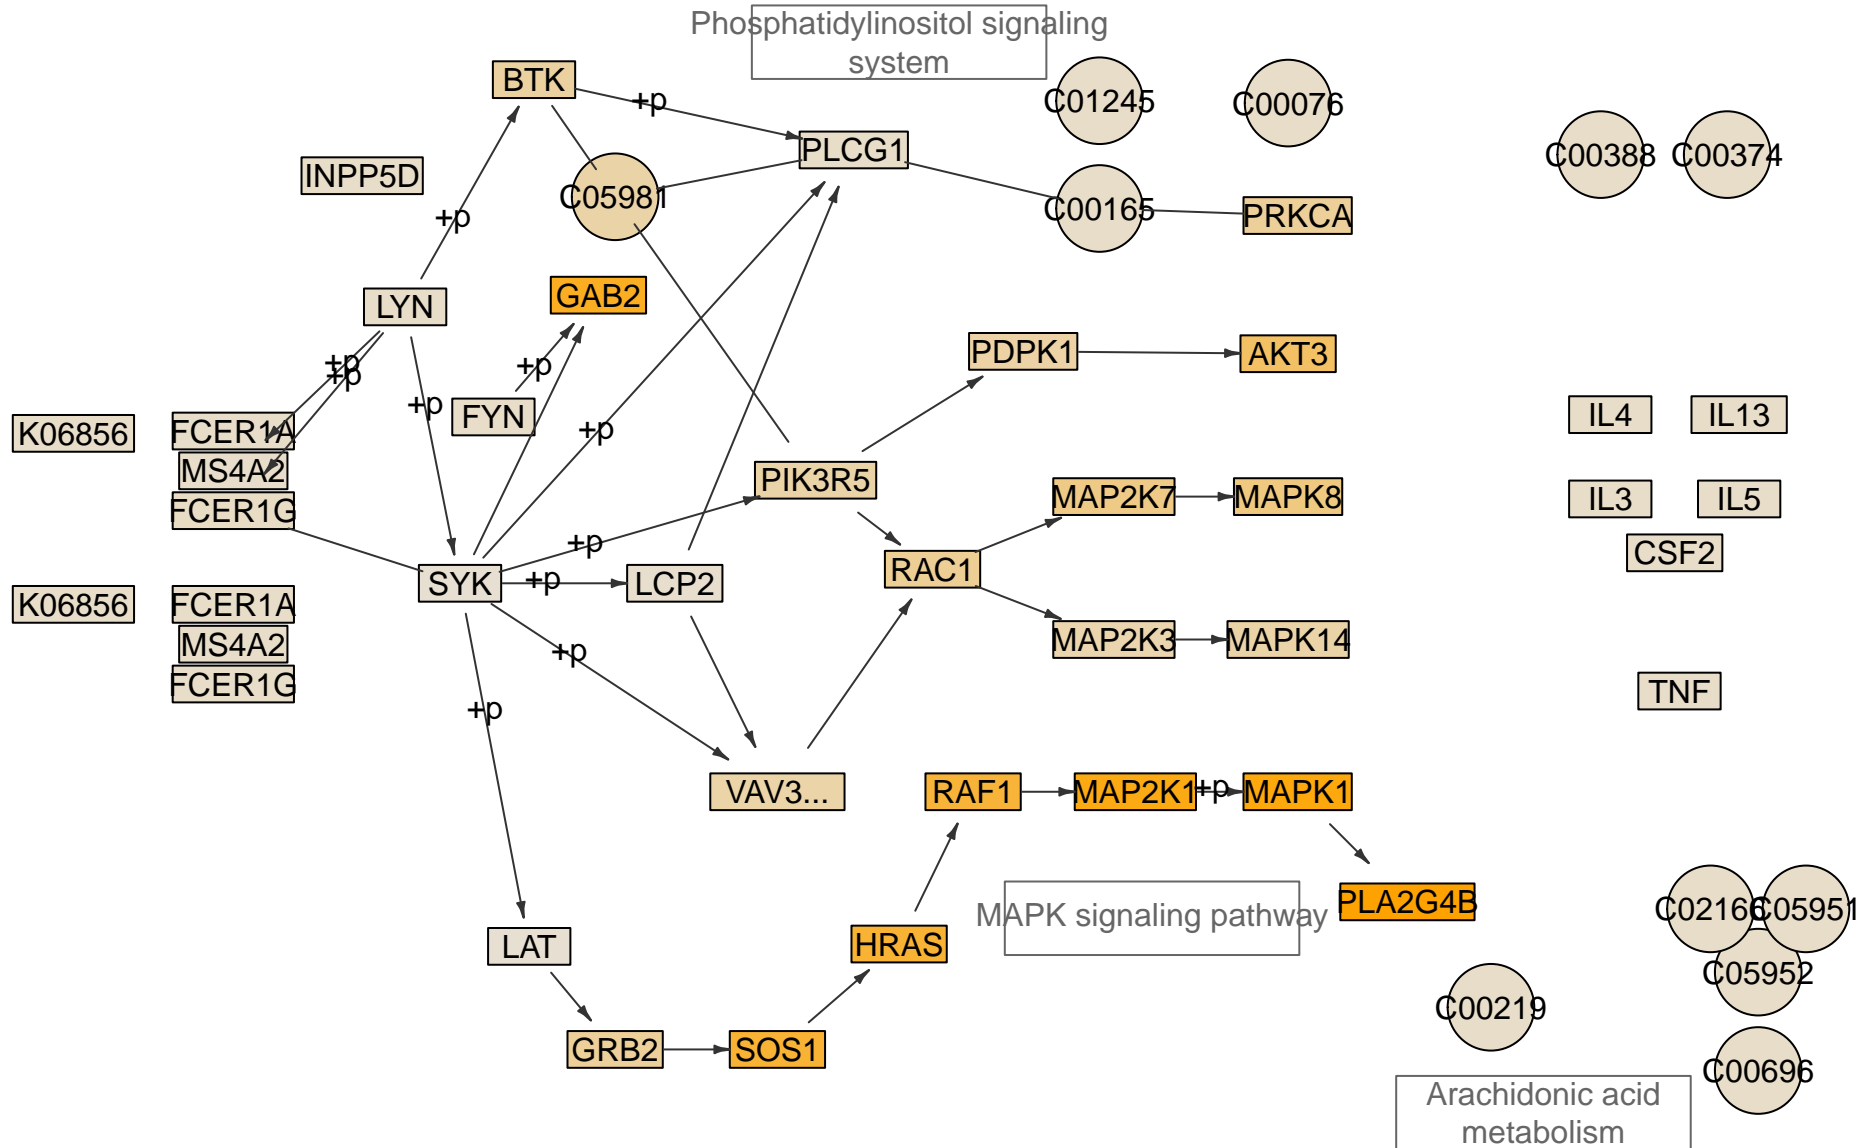 Phosphatidylinositol signaling
system
BTK
+p
C01245
C00076
PLCG1
C00388
C00374
INPP5D
C05981
C00165
PRKCA
+p
LYN
GAB2
PDPK1
AKT3
+p
+p
+p
+p
FYN
K06856
FCER1A
MS4A2
FCER1G
+p
IL4
IL13
PIK3R5
MAP2K7
MAPK8
IL3
IL5
+p
CSF2
RAC1
SYK
+p
LCP2
K06856
FCER1A
MS4A2
FCER1G
+p
MAP2K3
MAPK14
TNF
+p
VAV3...
RAF1
MAP2K1
+p
MAPK1
MAPK signaling pathway
PLA2G4B
C02166
C05951
LAT
HRAS
C05952
C00219
GRB2
SOS1
C00696
Arachidonic acid
metabolism